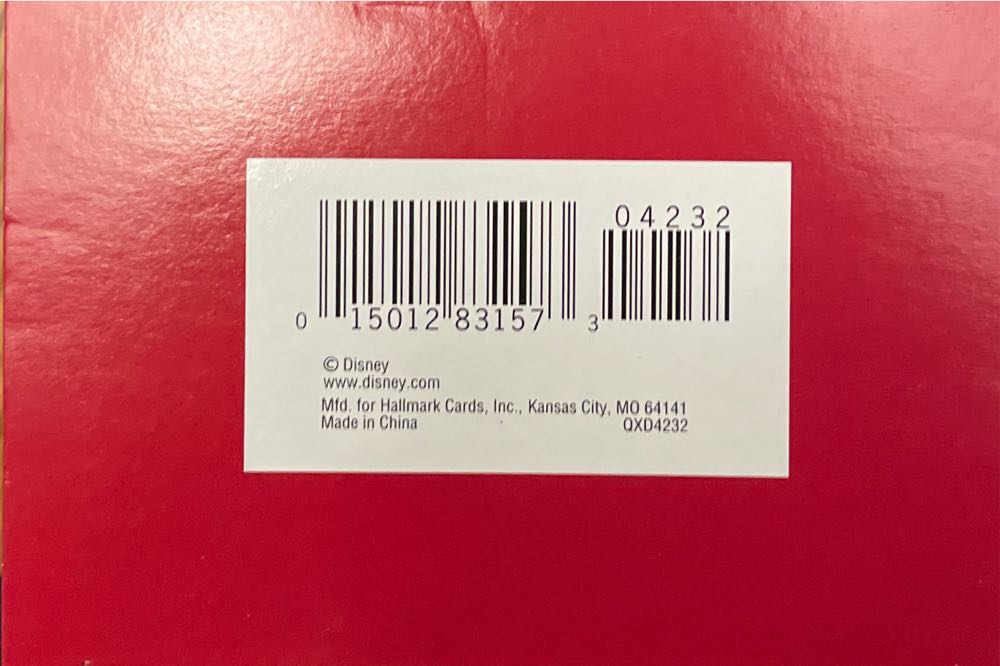 04232
0 15012 83157 3
© Disney
www.disney.com
Mfd. for Hallmark Cards, Inc., Kansas City, MO 64141
Made in China QXD4232